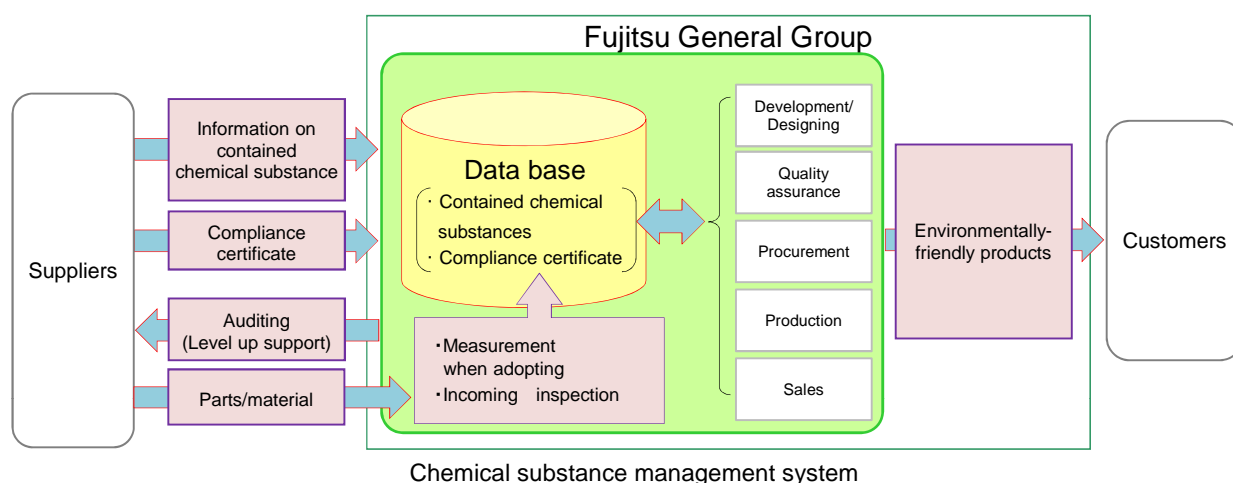 Fujitsu General Group
Suppliers
Information on
contained
chemical substance
Compliance
certificate
Auditing
(Level up support)
Parts/material
Data base
・Contained chemical
substances
・Compliance certificate
・Measurement
when adopting
・Incoming inspection
Development/
Designing
Quality
assurance
Procurement
Production
Sales
Environmentally-
friendly products
Customers
Chemical substance management system